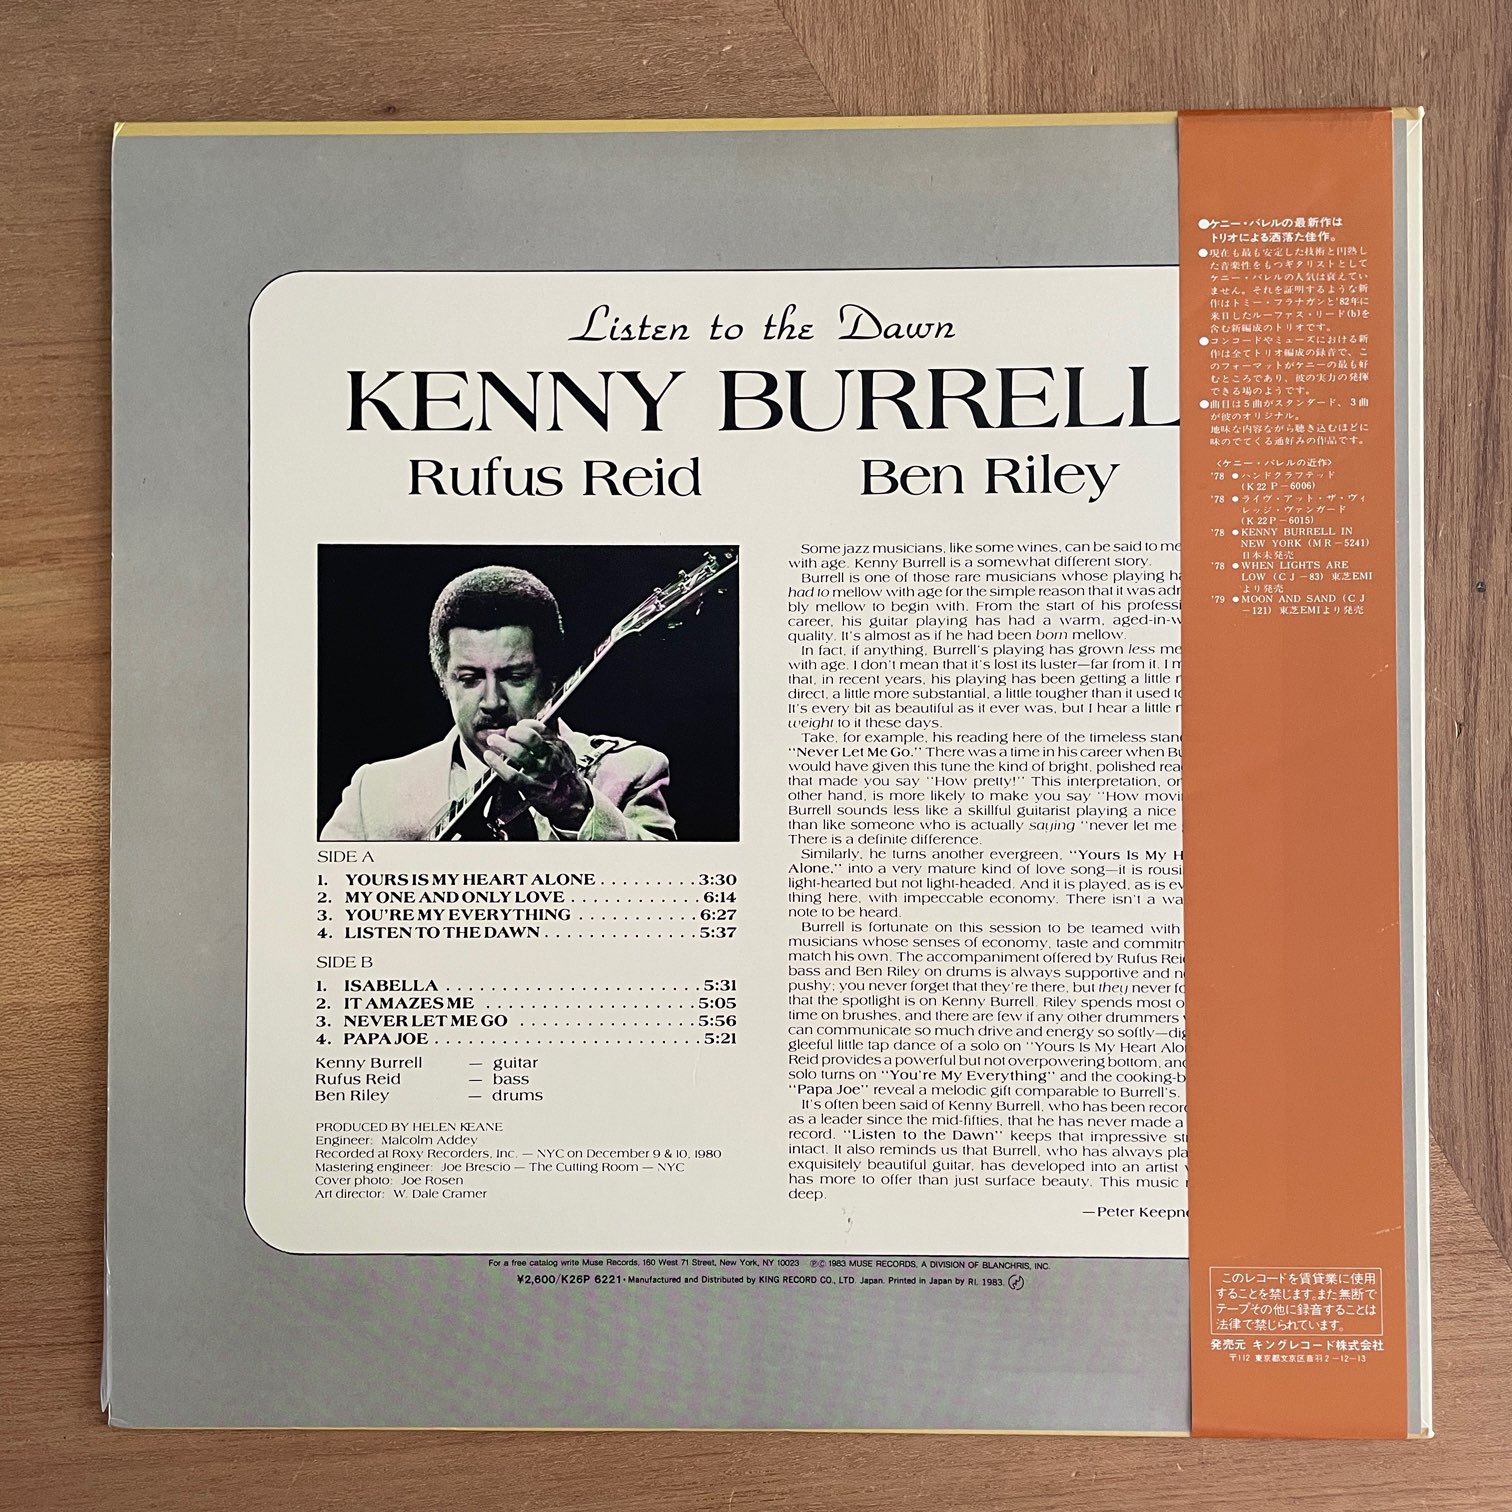 Listen to the Dawn
KENNY BURRELL
Rufus Reid
Ben Riley
SIDE A
1. YOURS IS MY HEART ALONE . . . . . . . . . 3:30
2. MY ONE AND ONLY LOVE . . . . . . . . . . . . 6:14
3. YOU'RE MY EVERYTHING . . . . . . . . . . . 6:27
4. LISTEN TO THE DAWN . . . . . . . . . . . . . . 5:37
SIDE B
1. ISABELLA . . . . . . . . . . . . . . . . . . . . . . . 5:31
2. IT AMAZES ME . . . . . . . . . . . . . . . . . . . 5:05
3. NEVER LET ME GO . . . . . . . . . . . . . . . . 5:56
4. PAPA JOE . . . . . . . . . . . . . . . . . . . . . . . . 5:21
Kenny Burrell — guitar
Rufus Reid — bass
Ben Riley — drums
PRODUCED BY HELEN KEANE
Engineer: Malcolm Addey
Recorded at Roxy Recorders, Inc. — NYC on December 9 & 10, 1980
Mastering engineer: Joe Brescio — The Cutting Room — NYC
Cover photo: Joe Rosen
Art director: W. Dale Cramer
Some jazz musicians, like some wines, can be said to me
with age. Kenny Burrell is a somewhat different story.
Burrell is one of those rare musicians whose playing ha
had to mellow with age for the simple reason that it was adr
bly mellow to begin with. From the start of his professi
career, his guitar playing has had a warm, aged-in-w
quality. It's almost as if he had been born mellow.
In fact, if anything, Burrell's playing has grown less me
with age. I don't mean that it's lost its luster—far from it. I m
that, in recent years, his playing has been getting a little r
direct, a little more substantial, a little tougher than it used to
It's every bit as beautiful as it ever was, but I hear a little r
weight to it these days.
Take, for example, his reading here of the timeless stand
"Never Let Me Go." There was a time in his career when Bu
would have given this tune the kind of bright, polished read
that made you say "How pretty!" This interpretation, or
other hand, is more likely to make you say "How movi
Burrell sounds less like a skillful guitarist playing a nice
than like someone who is actually saying "never let me
There is a definite difference.
Similarly, he turns another evergreen, "Yours Is My H
Alone," into a very mature kind of love song—it is rousi
light-hearted but not light-headed. And it is played, as is ev
thing here, with impeccable economy. There isn't a wa
note to be heard.
Burrell is fortunate on this session to be teamed with
musicians whose senses of economy, taste and commitm
match his own. The accompaniment offered by Rufus Reid
bass and Ben Riley on drums is always supportive and ne
pushy; you never forget that they're there, but they never fo
that the spotlight is on Kenny Burrell. Riley spends most o
time on brushes, and there are few if any other drummers w
can communicate so much drive and energy so softly—dig
gleeful little tap dance of a solo on "Yours Is My Heart Alo
Reid provides a powerful but not overpowering bottom, and
solo turns on "You're My Everything" and the cooking-b
"Papa Joe" reveal a melodic gift comparable to Burrell's.
It's often been said of Kenny Burrell, who has been record
as a leader since the mid-fifties, that he has never made a
record. "Listen to the Dawn" keeps that impressive str
intact. It also reminds us that Burrell, who has always pla
exquisitely beautiful guitar, has developed into an artist w
has more to offer than just surface beauty. This music r
deep.
—Peter Keepne
For a free catalog write Muse Records, 160 West 71 Street, New York, NY 10023 ℗© 1983 MUSE RECORDS, A DIVISION OF BLANCHRIS, INC.
¥2,600/K26P 6221 • Manufactured and Distributed by KING RECORD CO., LTD. Japan. Printed in Japan by RI. 1983.
●ケニー・バレルの最新作は
トリオによる洒落た佳作。
●現在も最も安定した技術と円熟し
た音楽性をもつギタリストとして
ケニー・バレルの人気は衰えてい
ません。それを証明するような新
作はトミー・フラナガンと'82年に
来日したルーファス・リード(b)を
含む新編成のトリオです。
●コンコードやミューズにおける新
作は全てトリオ編成の録音で、こ
のフォーマットがケニーの最も好
むところであり、彼の実力の発揮
できる場のようです。
●曲目は5曲がスタンダード、3曲
が彼のオリジナル。
地味な内容ながら聴き込むほどに
味のでてくる通好みの作品です。
〈ケニー・バレルの近作〉
'78 ●ハンドクラフテッド
(K22P-6006)
'78 ●ライヴ・アット・ザ・ヴィ
レッジ・ヴァンガード
(K22P-6015)
'78 ●KENNY BURRELL IN
NEW YORK (MR-5241)
日本未発売
'78 ●WHEN LIGHTS ARE
LOW (CJ-83) 東芝EMI
より発売
'79 ●MOON AND SAND (CJ
-121) 東芝EMIより発売
このレコードを賃貸業に使用
することを禁じます。また無断で
テープその他に録音することは
法律で禁じられています。
発売元 キングレコード株式会社
〒112 東京都文京区音羽2-12-13